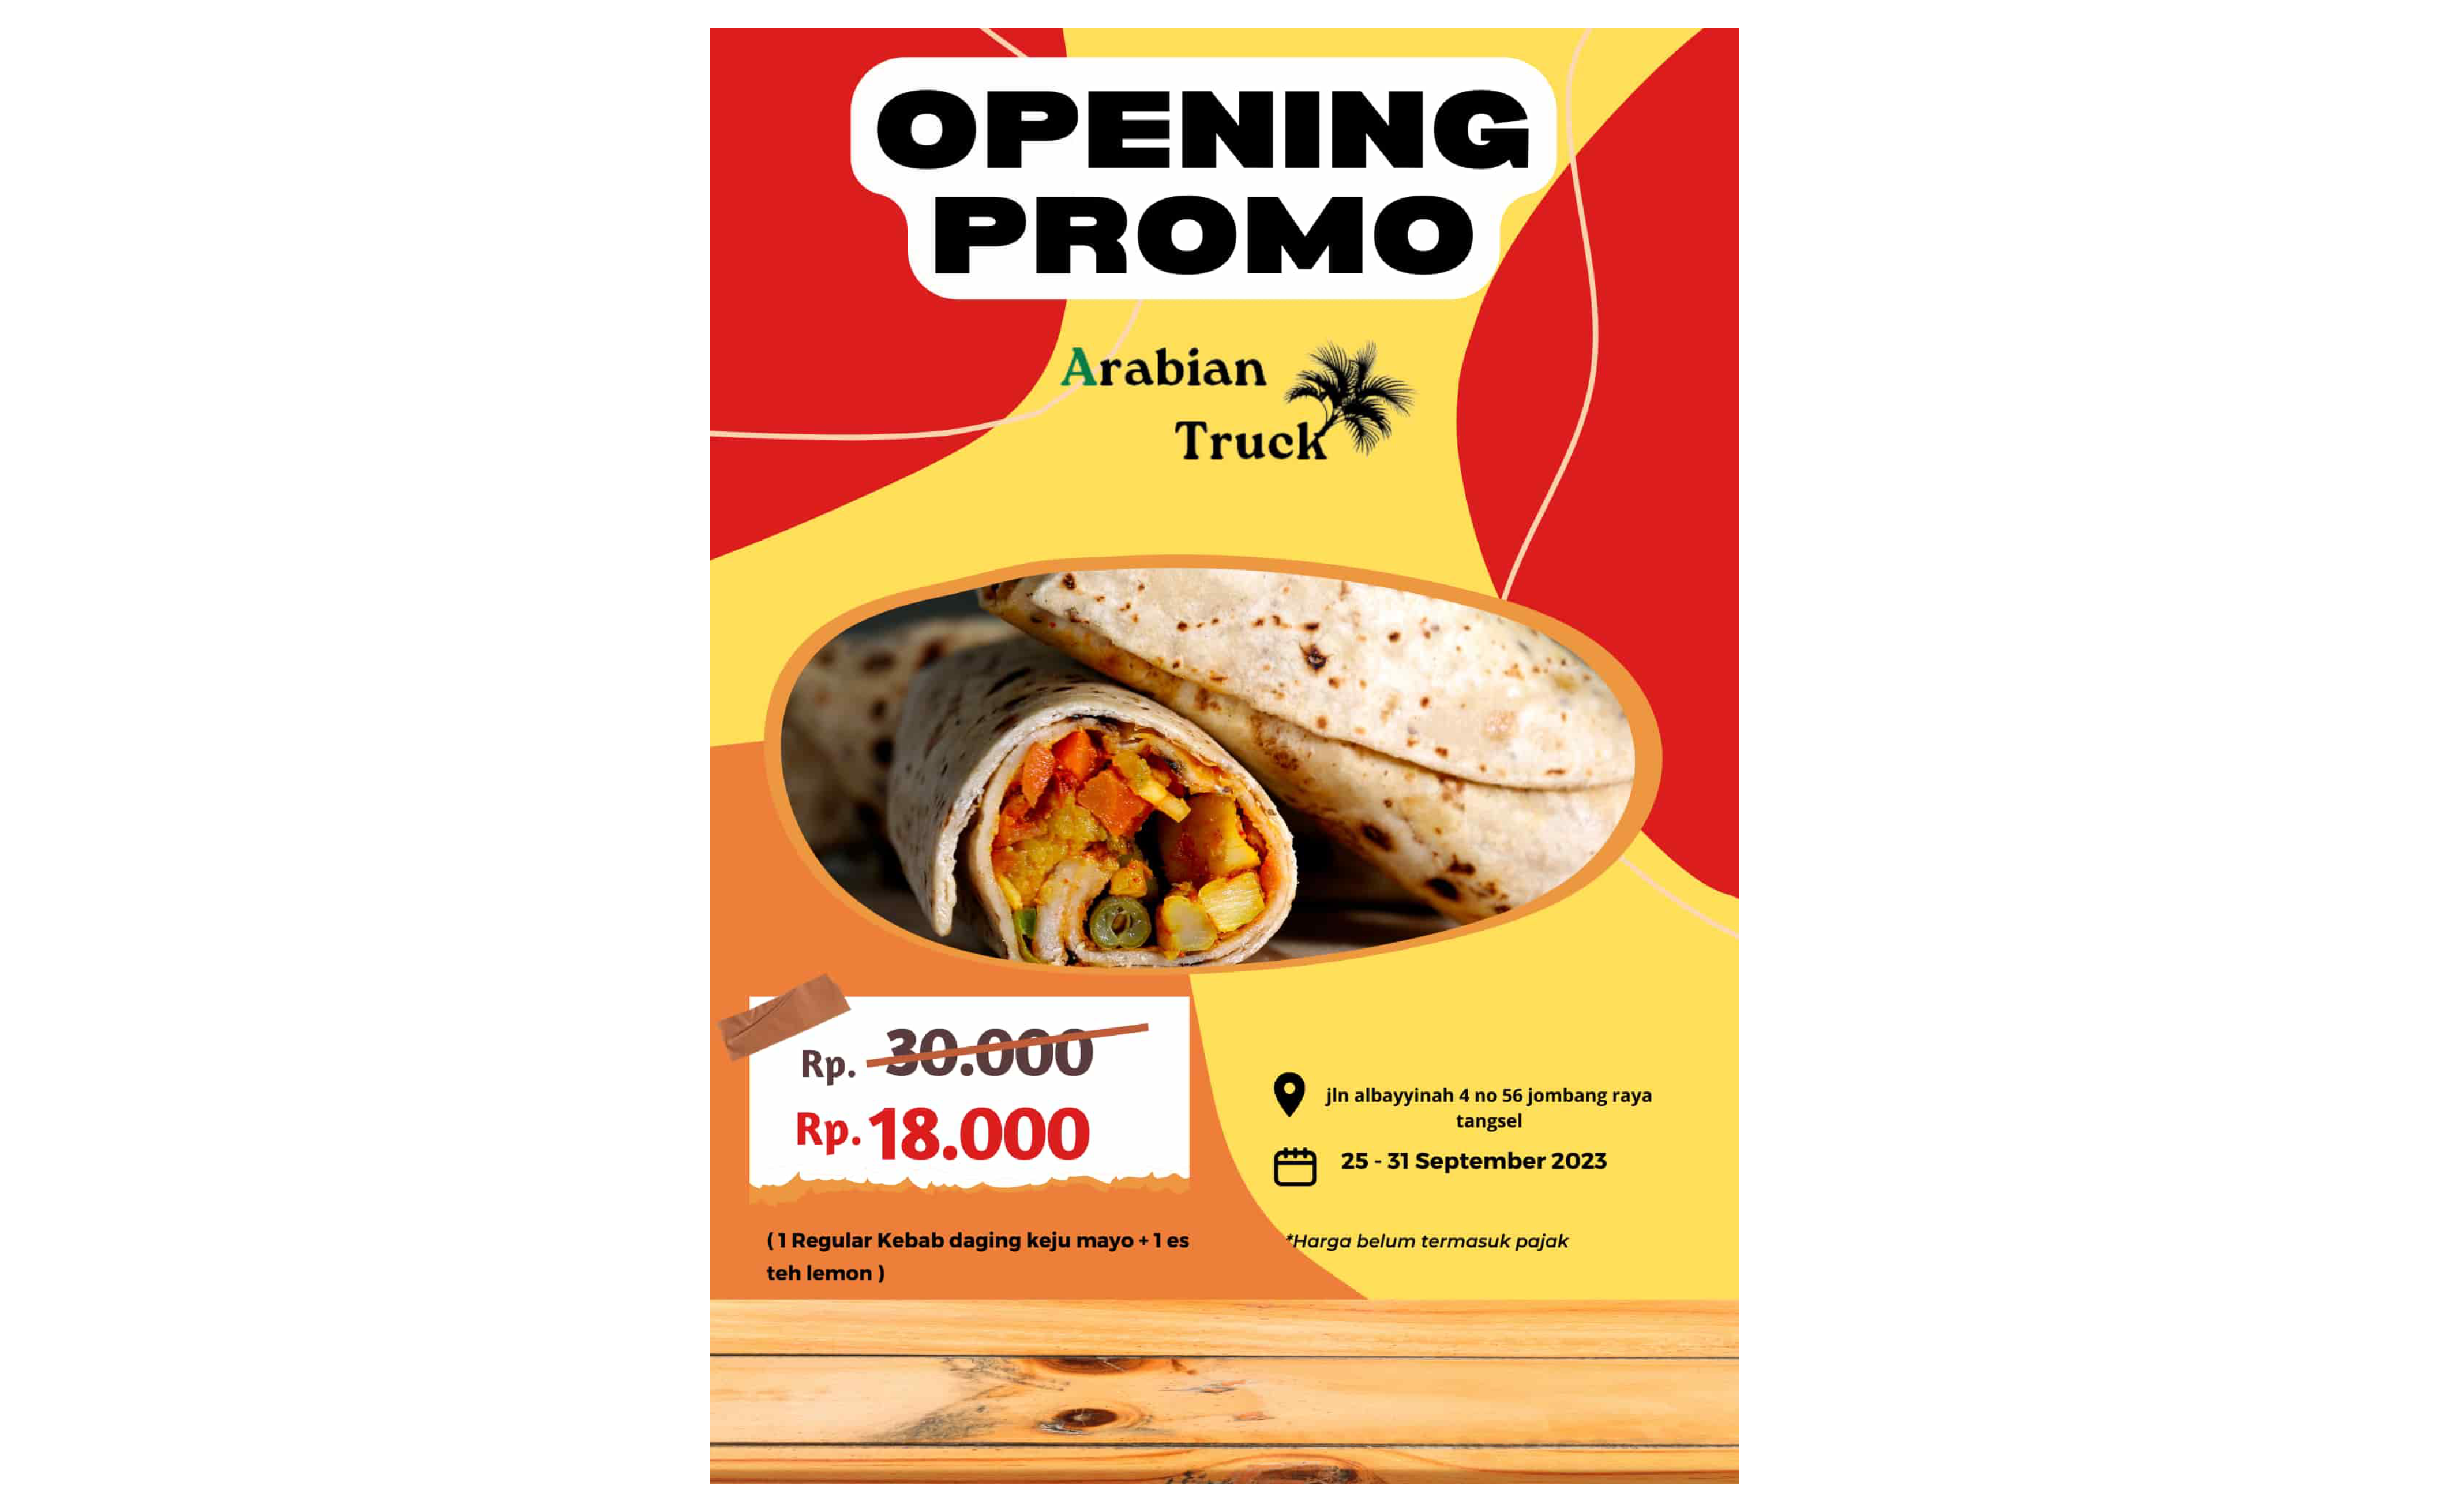 OPENING
PROMO
Arabian
Truck
Rp. 30.000
Rp. 18.000
( 1 Regular Kebab daging keju mayo + 1 es
teh lemon )
jln albayyinah 4 no 56 jombang raya
tangsel
25 - 31 September 2023
*Harga belum termasuk pajak